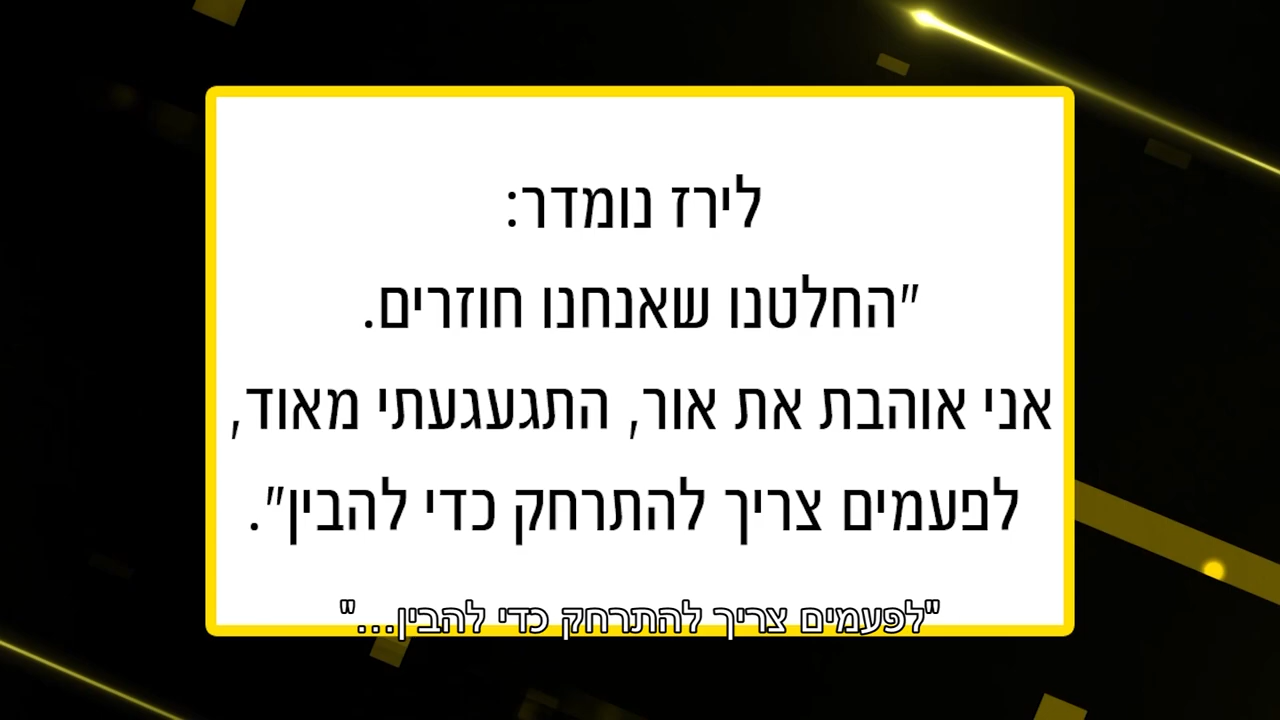 לירז נומדר:
"החלטנו שאנחנו חוזרים.
אני אוהבת את אור, התגעגעתי מאוד,
לפעמים צריך להתרחק כדי להבין".
"לפעמים צריך להתרחק כדי להבין..."